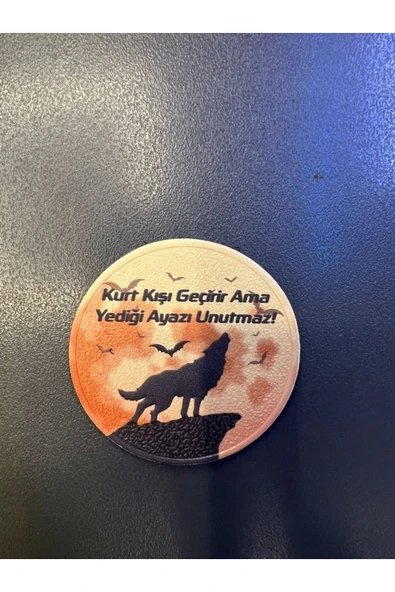 Kurt Kışı Geçirir Ama
Yediği Ayazı Unutmaz!